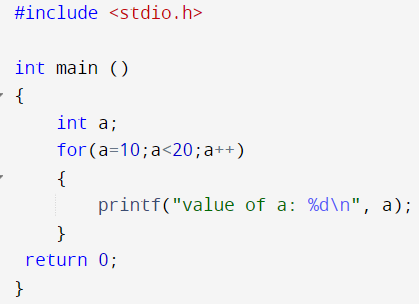 #include <stdio.h>
int main ()
{
int a;
for(a=10;a<20;a++)
{
printf("value of a: %d\n", a);
}
return 0;
}